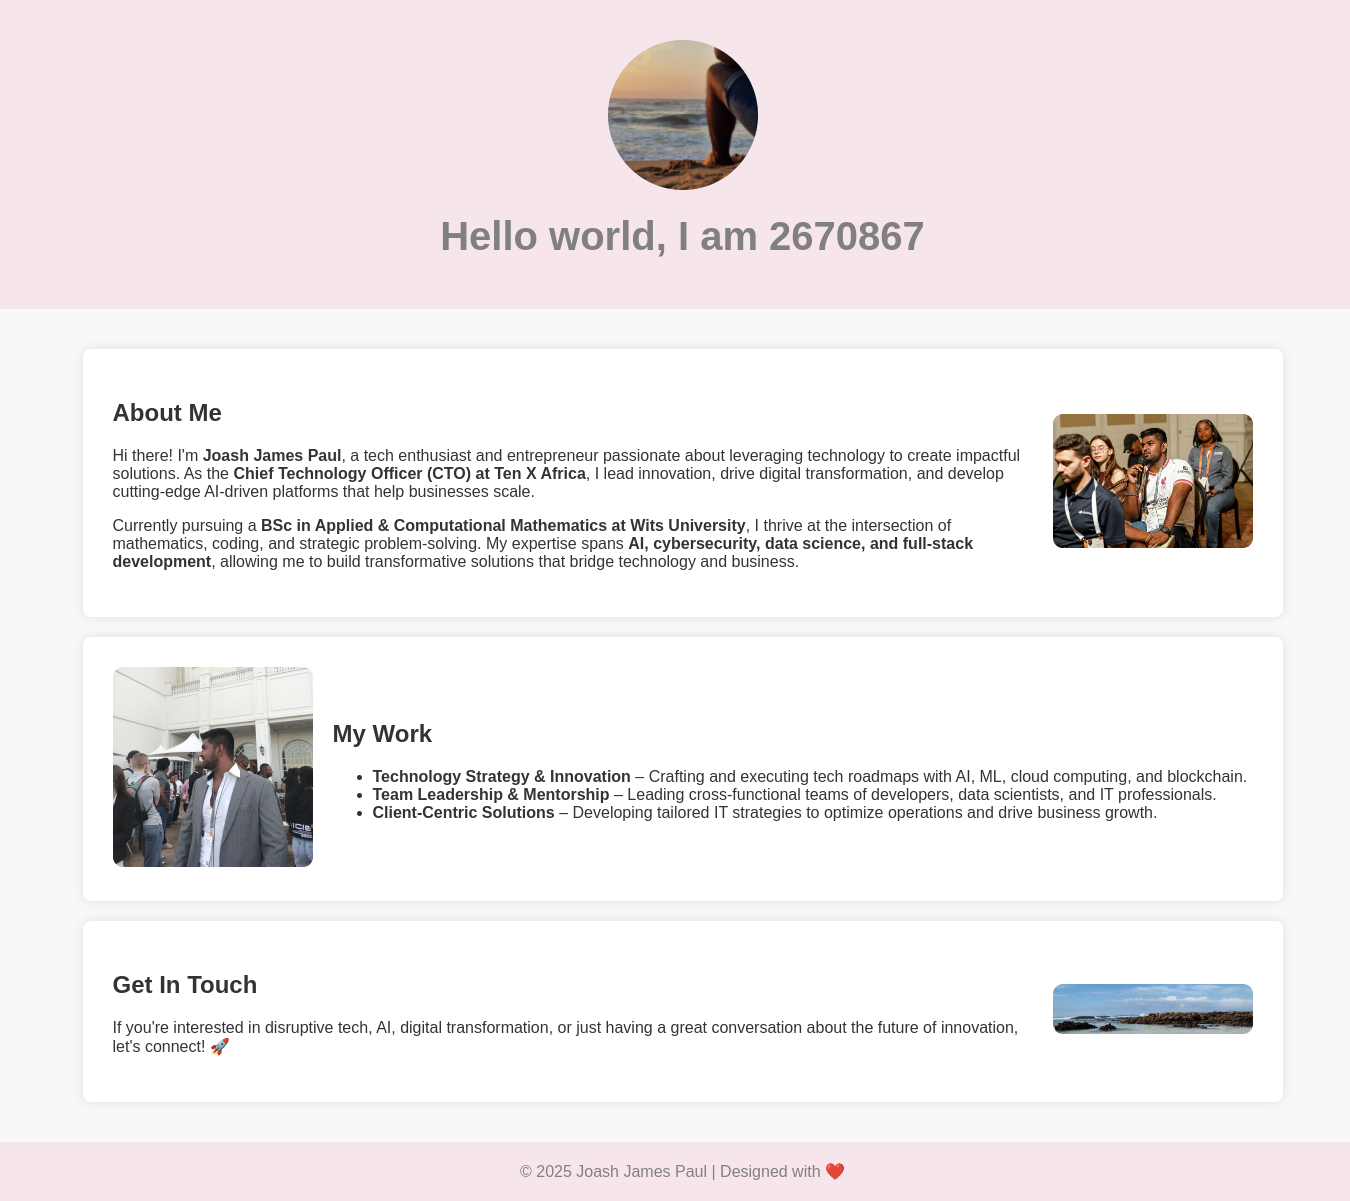 Hello world, I am 2670867
About Me
Hi there! I'm Joash James Paul, a tech enthusiast and entrepreneur passionate about leveraging technology to create impactful
solutions. As the Chief Technology Officer (CTO) at Ten X Africa, I lead innovation, drive digital transformation, and develop
cutting-edge AI-driven platforms that help businesses scale.
Currently pursuing a BSc in Applied & Computational Mathematics at Wits University, I thrive at the intersection of
mathematics, coding, and strategic problem-solving. My expertise spans AI, cybersecurity, data science, and full-stack
development, allowing me to build transformative solutions that bridge technology and business.
My Work
• Technology Strategy & Innovation – Crafting and executing tech roadmaps with AI, ML, cloud computing, and blockchain.
• Team Leadership & Mentorship – Leading cross-functional teams of developers, data scientists, and IT professionals.
• Client-Centric Solutions – Developing tailored IT strategies to optimize operations and drive business growth.
Get In Touch
If you're interested in disruptive tech, AI, digital transformation, or just having a great conversation about the future of innovation,
let's connect! 🚀
© 2025 Joash James Paul | Designed with ❤️